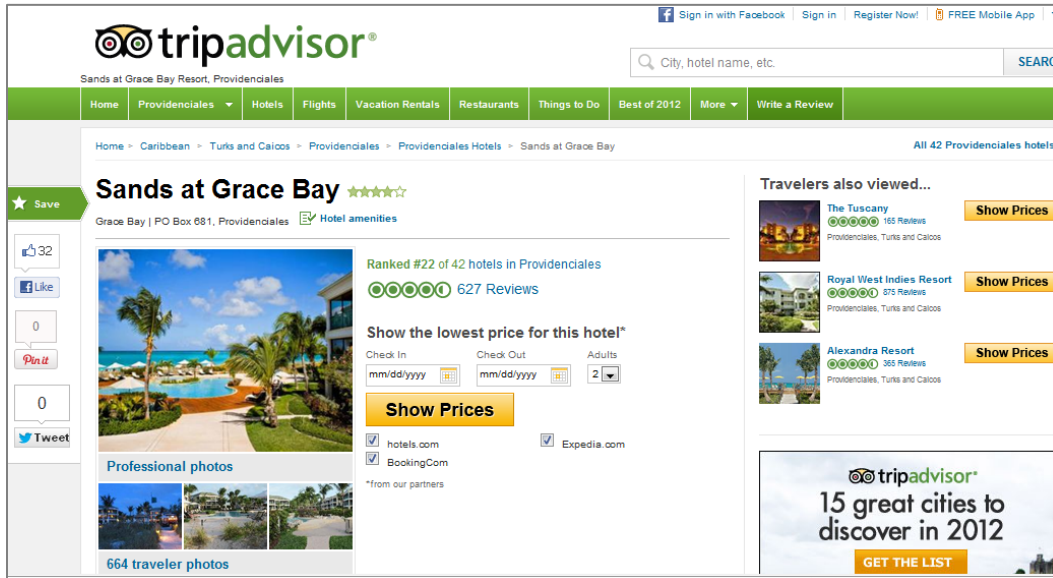 Sign in with Facebook Sign in Register Now! FREE Mobile App
tripadvisor®
City, hotel name, etc. SEARC
Sands at Grace Bay Resort, Providenciales
Home Providenciales Hotels Flights Vacation Rentals Restaurants Things to Do Best of 2012 More Write a Review
Home > Caribbean > Turks and Caicos > Providenciales > Providenciales Hotels > Sands at Grace Bay
All 42 Providenciales hotels
Save
32
Like
0
Pin it
0
Tweet
Sands at Grace Bay
Grace Bay | PO Box 681, Providenciales Hotel amenities
Professional photos
664 traveler photos
Ranked #22 of 42 hotels in Providenciales
627 Reviews
Show the lowest price for this hotel*
Check In Check Out Adults
mm/dd/yyyy mm/dd/yyyy 2
Show Prices
hotels.com Expedia.com
BookingCom
*from our partners
Travelers also viewed...
The Tuscany Show Prices
165 Reviews
Providenciales, Turks and Caicos
Royal West Indies Resort Show Prices
875 Reviews
Providenciales, Turks and Caicos
Alexandra Resort Show Prices
365 Reviews
Providenciales, Turks and Caicos
tripadvisor®
15 great cities to
discover in 2012
GET THE LIST